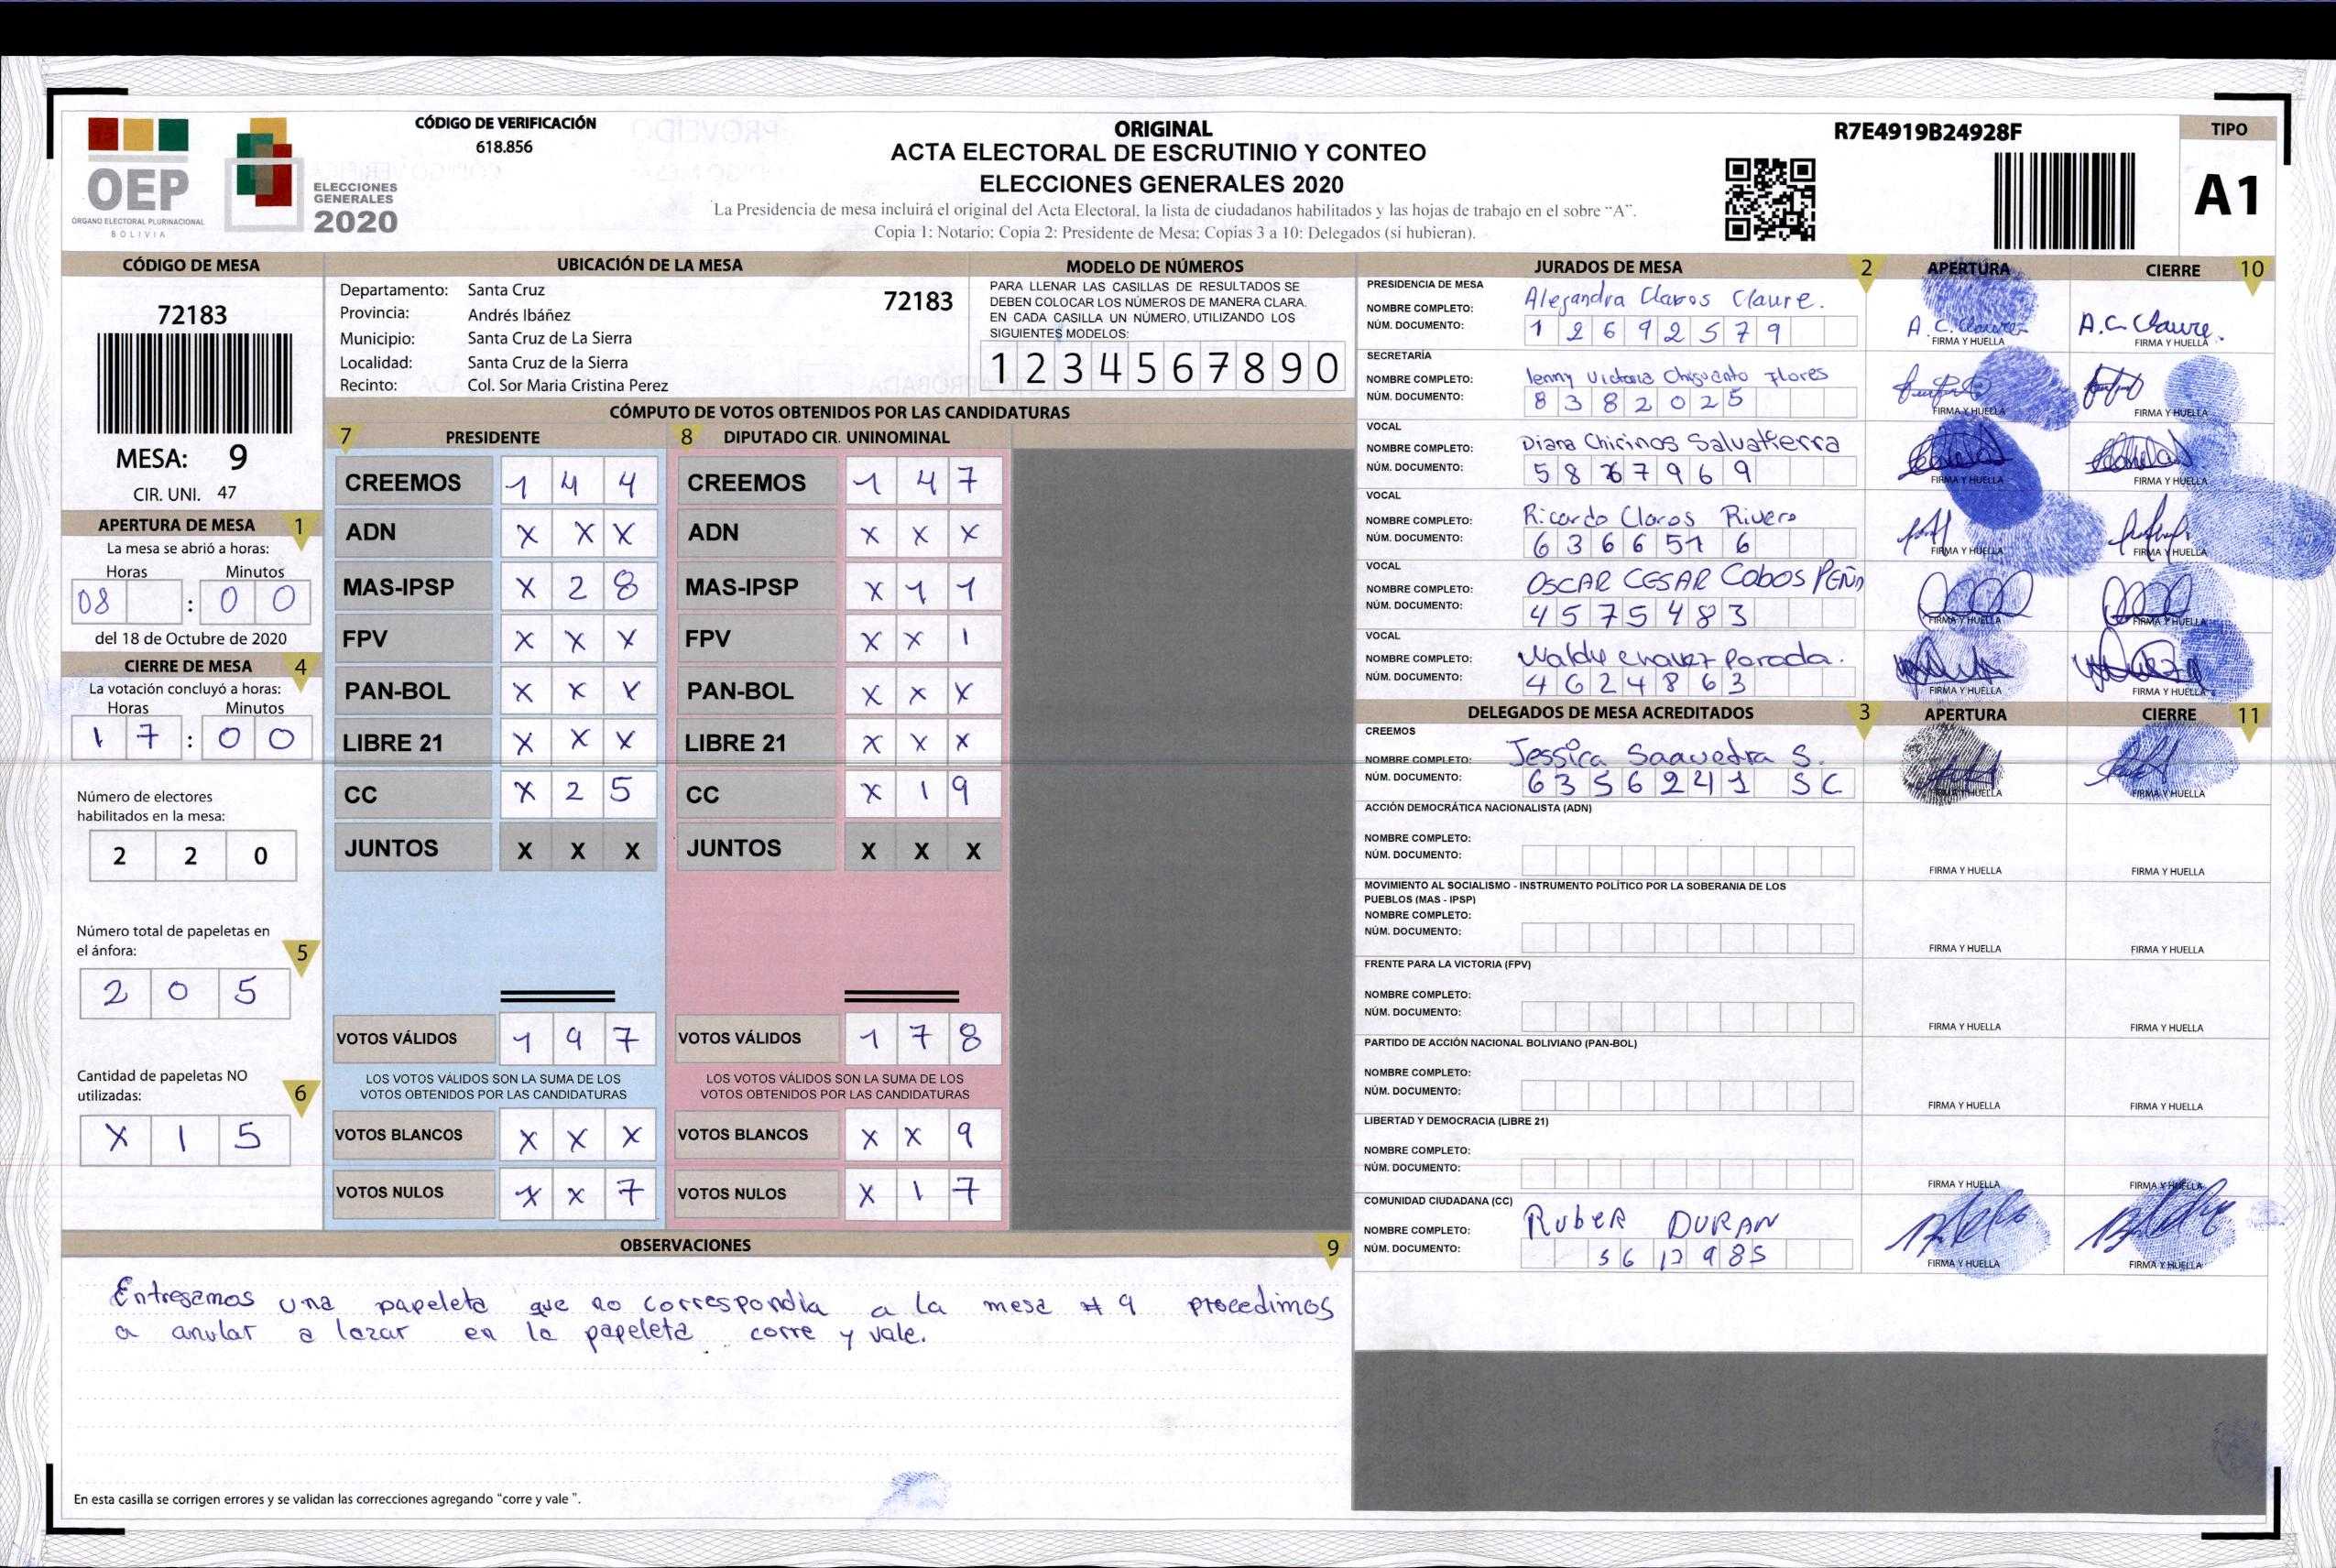 OEP
ÓRGANO ELECTORAL PLURINACIONAL
BOLIVIA
ELECCIONES
GENERALES
2020
CÓDIGO DE VERIFICACIÓN
618.856
ORIGINAL
ACTA ELECTORAL DE ESCRUTINIO Y CONTEO
ELECCIONES GENERALES 2020
La Presidencia de mesa incluirá el original del Acta Electoral, la lista de ciudadanos habilitados y las hojas de trabajo en el sobre “A”.
Copia 1: Notario; Copia 2: Presidente de Mesa; Copias 3 a 10: Delegados (si hubieran).
R7E4919B24928F
TIPO
A1
CÓDIGO DE MESA
72183
MESA: 9
CIR. UNI. 47
APERTURA DE MESA 1
La mesa se abrió a horas:
Horas Minutos
08 : 0 0
del 18 de Octubre de 2020
CIERRE DE MESA 4
La votación concluyó a horas:
Horas Minutos
1 7 : 0 0
Número de electores
habilitados en la mesa:
2 2 0
Número total de papeletas en
el ánfora: 5
2 0 5
Cantidad de papeletas NO
utilizadas: 6
X 1 5
UBICACIÓN DE LA MESA
Departamento: Santa Cruz
Provincia: Andrés Ibáñez
Municipio: Santa Cruz de La Sierra
Localidad: Santa Cruz de la Sierra
Recinto: Col. Sor Maria Cristina Perez
72183
MODELO DE NÚMEROS
PARA LLENAR LAS CASILLAS DE RESULTADOS SE
DEBEN COLOCAR LOS NÚMEROS DE MANERA CLARA.
EN CADA CASILLA UN NÚMERO, UTILIZANDO LOS
SIGUIENTES MODELOS:
1 2 3 4 5 6 7 8 9 0
CÓMPUTO DE VOTOS OBTENIDOS POR LAS CANDIDATURAS
7 PRESIDENTE
CREEMOS 1 4 4
ADN X X X
MAS-IPSP X 2 8
FPV X X X
PAN-BOL X X X
LIBRE 21 X X X
CC X 2 5
JUNTOS X X X
VOTOS VÁLIDOS 1 9 7
LOS VOTOS VÁLIDOS SON LA SUMA DE LOS
VOTOS OBTENIDOS POR LAS CANDIDATURAS
VOTOS BLANCOS X X X
VOTOS NULOS X X 7
8 DIPUTADO CIR. UNINOMINAL
CREEMOS 1 4 7
ADN X X X
MAS-IPSP X 1 1
FPV X X 1
PAN-BOL X X X
LIBRE 21 X X X
CC X 1 9
JUNTOS X X X
VOTOS VÁLIDOS 1 7 8
LOS VOTOS VÁLIDOS SON LA SUMA DE LOS
VOTOS OBTENIDOS POR LAS CANDIDATURAS
VOTOS BLANCOS X X 9
VOTOS NULOS X 1 7
OBSERVACIONES 9
Entregamos una papeleta que no correspondia a la mesa # 9 procedimos
a anular a lazar en la papeleta corre y vale.
En esta casilla se corrigen errores y se validan las correcciones agregando “corre y vale ”.
JURADOS DE MESA 2 APERTURA CIERRE 10
PRESIDENCIA DE MESA
NOMBRE COMPLETO: Alejandra Claros Claure.
NÚM. DOCUMENTO: 1 2 6 9 2 5 7 9
A. C. Claure A.C. Claure.
FIRMA Y HUELLA FIRMA Y HUELLA
SECRETARÍA
NOMBRE COMPLETO: Victoria Flores
NÚM. DOCUMENTO: 8 3 8 2 0 2 5
FIRMA Y HUELLA FIRMA Y HUELLA
VOCAL
NOMBRE COMPLETO: Diana Chirinos Salvatierra
NÚM. DOCUMENTO: 5 8 7 9 6 9
FIRMA Y HUELLA FIRMA Y HUELLA
VOCAL
NOMBRE COMPLETO: Ricardo Claros Rivero
NÚM. DOCUMENTO: 6 3 6 6 5 1 6
FIRMA Y HUELLA FIRMA Y HUELLA
VOCAL
NOMBRE COMPLETO: OSCAR CESAR Cobos PEÑA
NÚM. DOCUMENTO: 4 5 7 5 4 8 3
FIRMA Y HUELLA FIRMA Y HUELLA
VOCAL
NOMBRE COMPLETO: chavez Parada.
NÚM. DOCUMENTO: 4 6 2 4 8 6 3
FIRMA Y HUELLA FIRMA Y HUELLA
DELEGADOS DE MESA ACREDITADOS 3 APERTURA CIERRE 11
CREEMOS
NOMBRE COMPLETO: Jessica Saavedra S.
NÚM. DOCUMENTO: 6 3 5 6 2 4 1 S C
FIRMA Y HUELLA FIRMA Y HUELLA
ACCIÓN DEMOCRÁTICA NACIONALISTA (ADN)
NOMBRE COMPLETO:
NÚM. DOCUMENTO:
FIRMA Y HUELLA FIRMA Y HUELLA
MOVIMIENTO AL SOCIALISMO - INSTRUMENTO POLÍTICO POR LA SOBERANIA DE LOS
PUEBLOS (MAS - IPSP)
NOMBRE COMPLETO:
NÚM. DOCUMENTO:
FIRMA Y HUELLA FIRMA Y HUELLA
FRENTE PARA LA VICTORIA (FPV)
NOMBRE COMPLETO:
NÚM. DOCUMENTO:
FIRMA Y HUELLA FIRMA Y HUELLA
PARTIDO DE ACCIÓN NACIONAL BOLIVIANO (PAN-BOL)
NOMBRE COMPLETO:
NÚM. DOCUMENTO:
FIRMA Y HUELLA FIRMA Y HUELLA
LIBERTAD Y DEMOCRACIA (LIBRE 21)
NOMBRE COMPLETO:
NÚM. DOCUMENTO:
FIRMA Y HUELLA FIRMA Y HUELLA
COMUNIDAD CIUDADANA (CC)
NOMBRE COMPLETO: RubeR DURAN
NÚM. DOCUMENTO:
FIRMA Y HUELLA FIRMA Y HUELLA